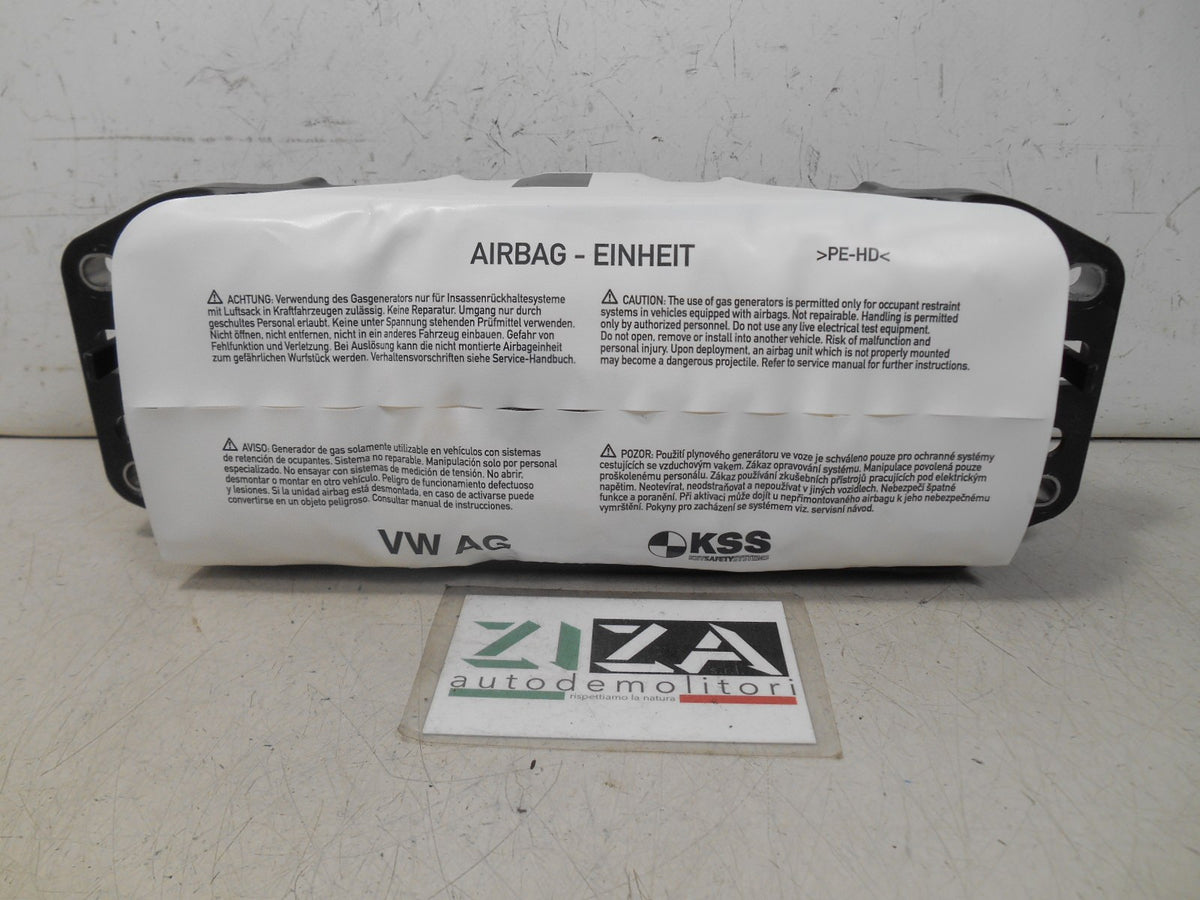 AIRBAG - EINHEIT
>PE-HD<
ACHTUNG: Verwendung des Gasgenerators nur für Insassenrückhaltesysteme
mit Luftsack in Kraftfahrzeugen zulässig. Keine Reparatur. Umgang nur durch
geschultes Personal erlaubt. Keine unter Spannung stehenden Prüfmittel verwenden.
Nicht öffnen, nicht entfernen, nicht in ein anderes Fahrzeug einbauen. Gefahr von
Fehlfunktion und Verletzung. Bei Auslösung kann die nicht montierte Airbageinheit
zum gefährlichen Wurfstück werden. Verhaltensvorschriften siehe Service-Handbuch.
CAUTION: The use of gas generators is permitted only for occupant restraint
systems in vehicles equipped with airbags. Not repairable. Handling is permitted
only by authorized personnel. Do not use any live electrical test equipment.
Do not open, remove or install into another vehicle. Risk of malfunction and
personal injury. Upon deployment, an airbag unit which is not properly mounted
may become a dangerous projectile. Refer to service manual for further instructions.
AVISO: Generador de gas solamente utilizable en vehículos con sistemas
de retención de ocupantes. Sistema no reparable. Manipulación solo por personal
especializado. No ensayar con sistemas de medición de tensión. No abrir,
desmontar o montar en otro vehículo. Peligro de funcionamiento defectuoso
y lesiones. Si la unidad airbag está desmontada, en caso de activarse puede
convertirse en un objeto peligroso. Consultar manual de instrucciones.
POZOR: Použití plynového generátoru ve voze je schváleno pouze pro ochranné systémy
cestujících se vzduchovým vakem. Zákaz opravování systému. Manipulace povolená pouze
proškolenému personálu. Zákaz používání zkušebních přístrojů pracujících pod elektrickým
napětím. Neotevírat, neodstraňovat a nepoužívat v jiných vozidlech. Nebezpečí špatné
funkce a poranění. Při aktivaci může dojít u nepřimontovaného airbagu k jeho nebezpečnému
vymrštění. Pokyny pro zacházení se systémem viz. servisní návod.
VW AG
KSS
KEY SAFETY SYSTEMS
ZIZA
autodemolitori
rispettiamo la natura